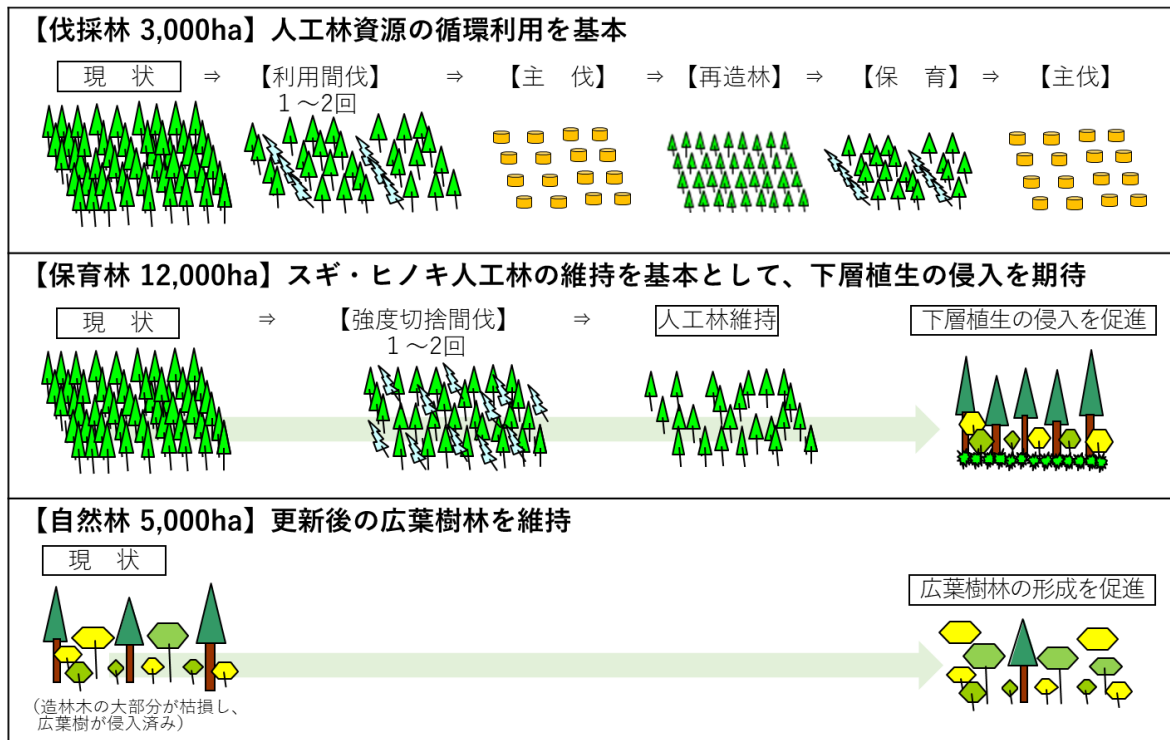 【伐採林 3,000ha】人工林資源の循環利用を基本
現　状 ⇒ 【利用間伐】 ⇒ 【主　伐】 ⇒ 【再造林】 ⇒ 【保　育】 ⇒ 【主伐】
１～2回
【保育林 12,000ha】スギ・ヒノキ人工林の維持を基本として、下層植生の侵入を期待
現　状 ⇒ 【強度切捨間伐】 ⇒ 人工林維持 下層植生の侵入を促進
１～2回
【自然林 5,000ha】更新後の広葉樹林を維持
現　状
広葉樹林の形成を促進
（造林木の大部分が枯損し、
広葉樹が侵入済み）